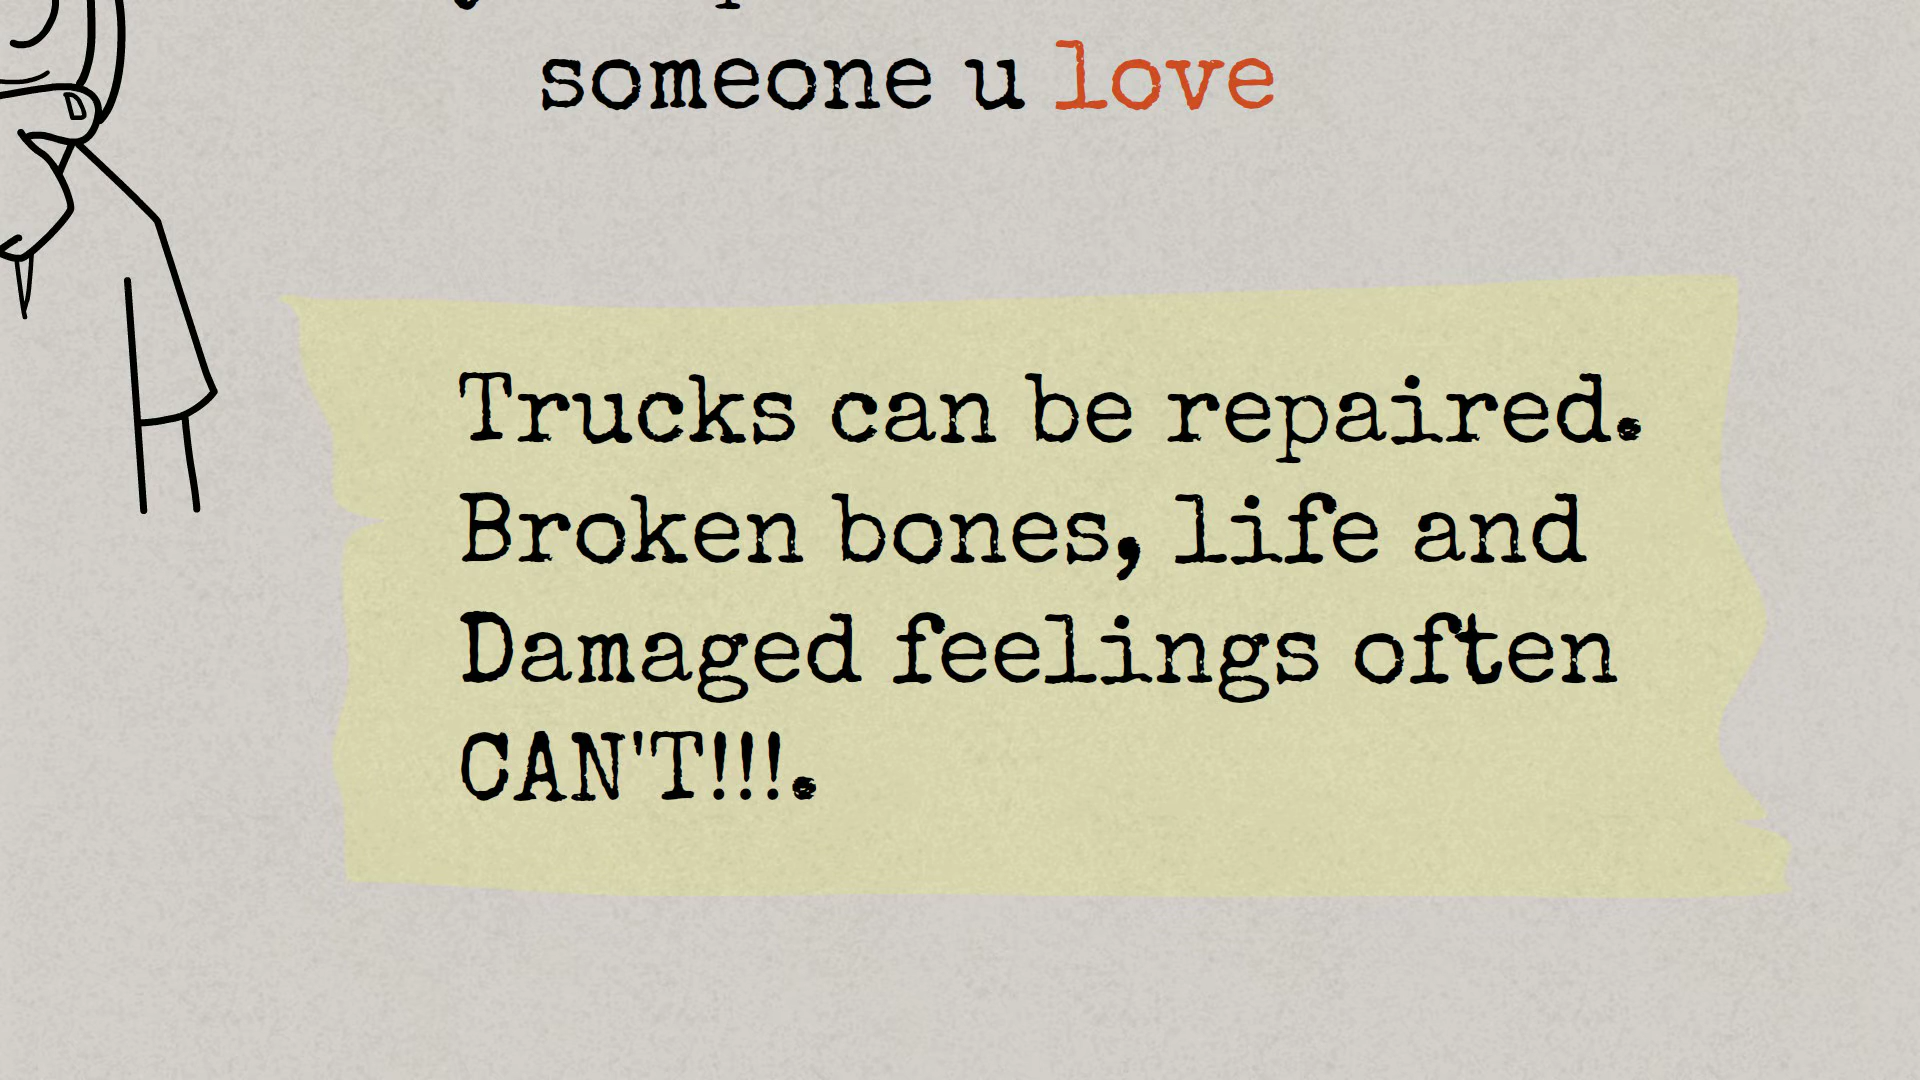 someone u love
Trucks can be repaired.
Broken bones, life and
Damaged feelings often
CAN'T!!!.